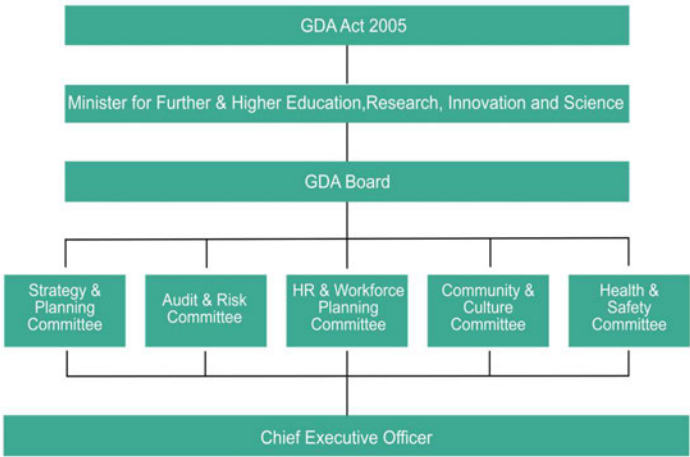 GDA Act 2005
Minister for Further & Higher Education,Research, Innovation and Science
GDA Board
Strategy &
Planning
Committee
Audit & Risk
Committee
HR & Workforce
Planning
Committee
Community &
Culture
Committee
Health &
Safety
Committee
Chief Executive Officer